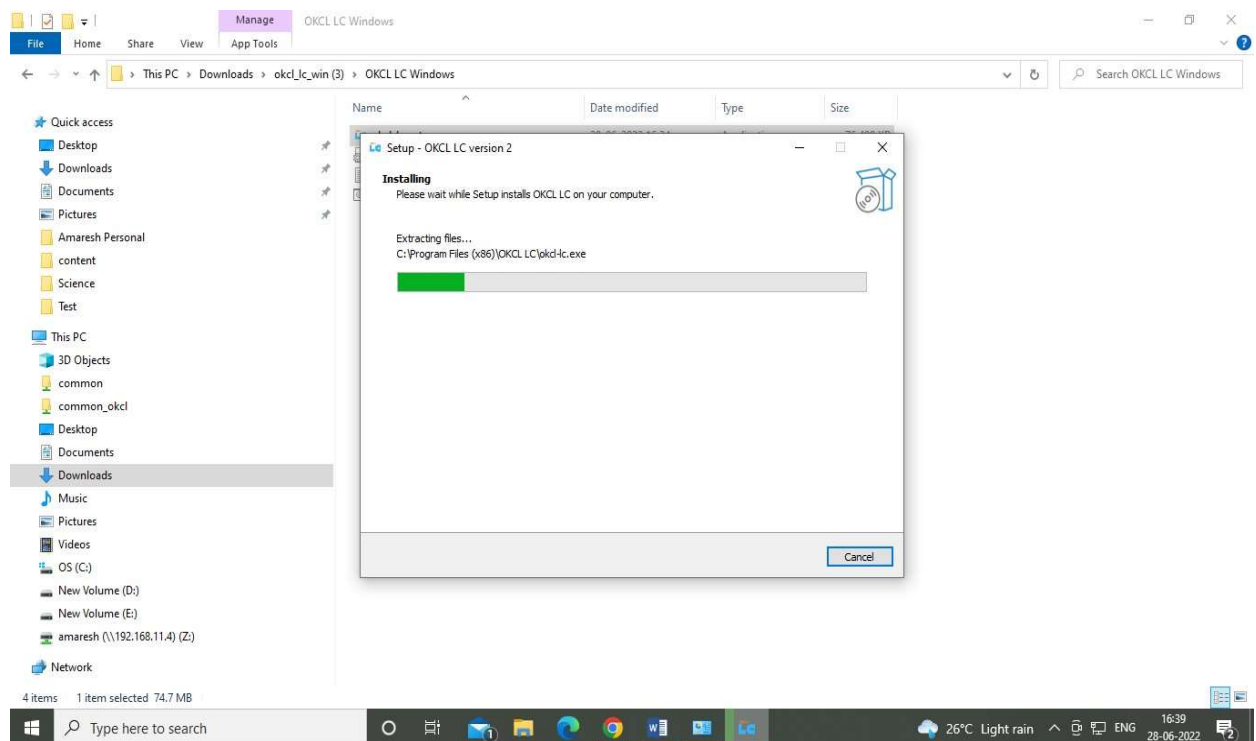 Manage OKCL LC Windows
File Home Share View App Tools
This PC > Downloads > okcl_lc_win (3) > OKCL LC Windows
Search OKCL LC Windows
Name Date modified Type Size
Quick access
Desktop
Downloads
Documents
Pictures
Amaresh Personal
content
Science
Test
This PC
3D Objects
common
common_okcl
Desktop
Documents
Downloads
Music
Pictures
Videos
OS (C:)
New Volume (D:)
New Volume (E:)
amaresh (\\192.168.11.4) (Z:)
Network
Lc Setup - OKCL LC version 2
Installing
Please wait while Setup installs OKCL LC on your computer.
Extracting files...
C:\Program Files (x86)\OKCL LC\okcl-lc.exe
Cancel
4 items 1 item selected 74.7 MB
Type here to search
1
W
Lc
26°C Light rain
ENG
16:39
28-06-2022
2